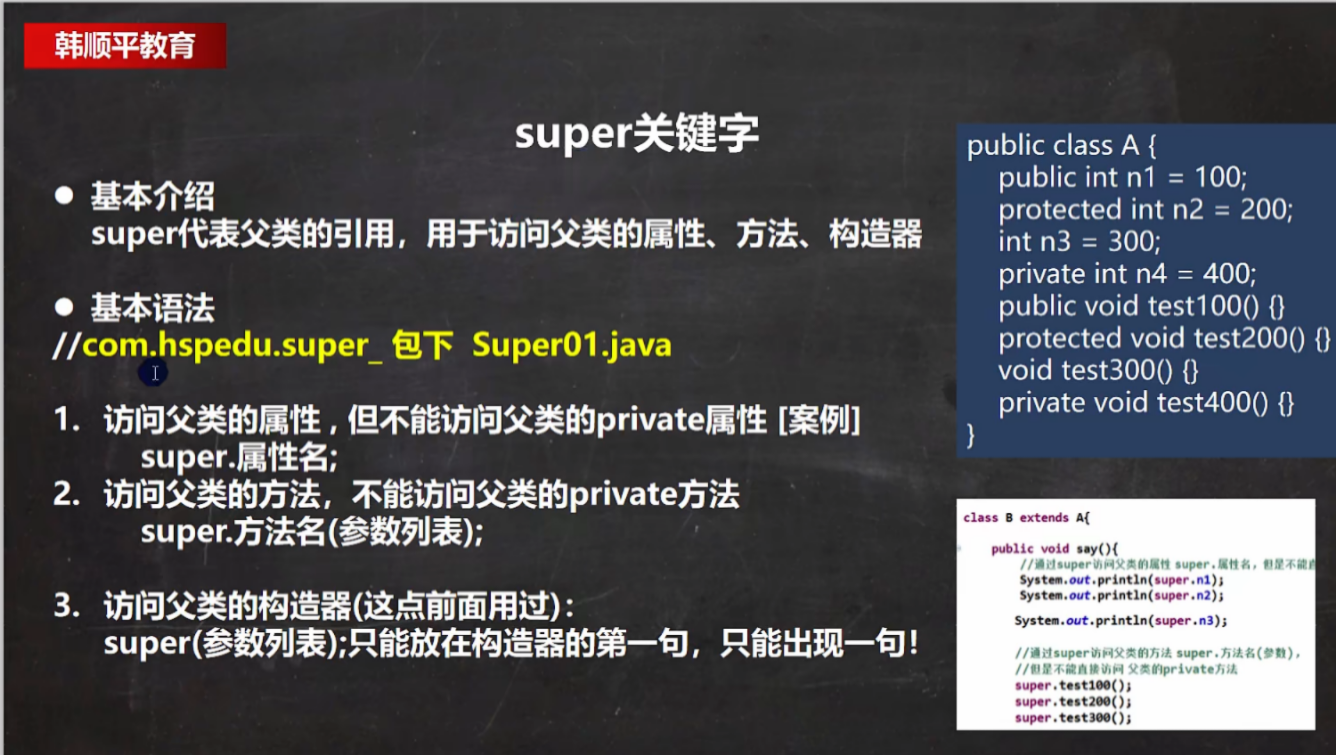 韩顺平教育
super关键字
● 基本介绍
super代表父类的引用，用于访问父类的属性、方法、构造器
● 基本语法
//com.hspedu.super_ 包下 Super01.java
1. 访问父类的属性 , 但不能访问父类的private属性 [案例]
super.属性名;
2. 访问父类的方法，不能访问父类的private方法
super.方法名(参数列表);
3. 访问父类的构造器(这点前面用过)：
super(参数列表);只能放在构造器的第一句，只能出现一句！
public class A {
public int n1 = 100;
protected int n2 = 200;
int n3 = 300;
private int n4 = 400;
public void test100() {}
protected void test200() {}
void test300() {}
private void test400() {}
}
class B extends A{
public void say(){
//通过super访问父类的属性 super.属性名，但是不能
System.out.println(super.n1);
System.out.println(super.n2);
System.out.println(super.n3);
//通过super访问父类的方法 super.方法名(参数)，
//但是不能直接访问 父类的private方法
super.test100();
super.test200();
super.test300();